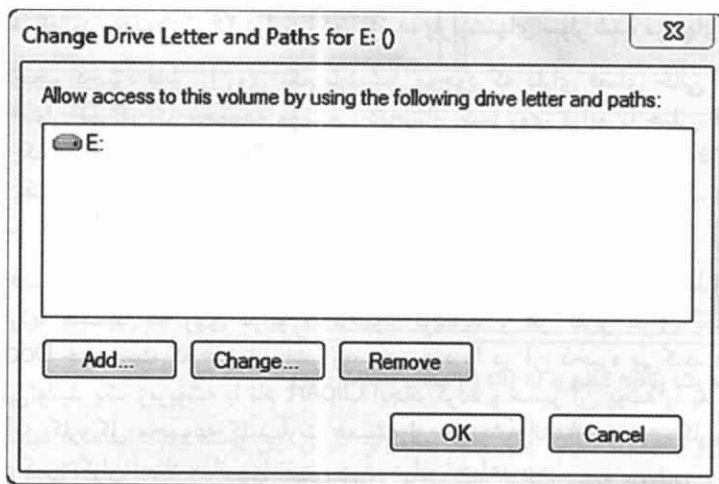 Change Drive Letter and Paths for E: ()
Allow access to this volume by using the following drive letter and paths:
E:
Add...
Change...
Remove
OK
Cancel